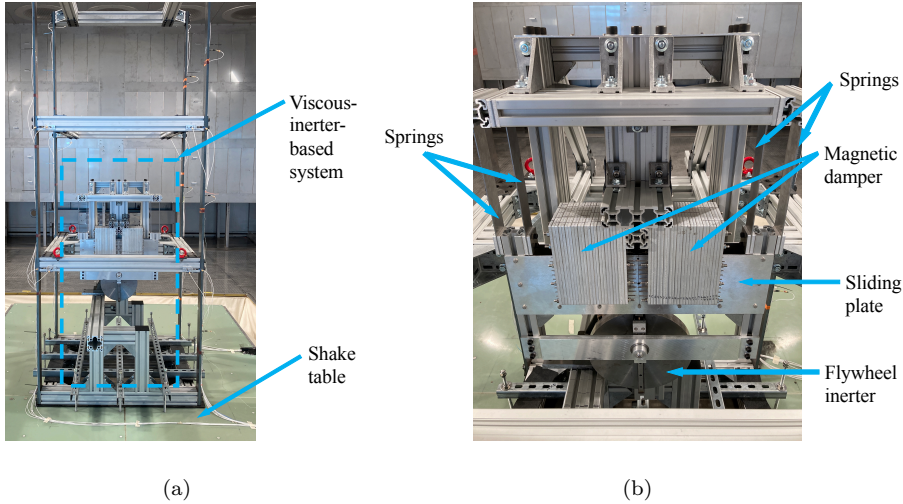 Viscous-
inerter-
based
system
Shake
table
Springs
Springs
Magnetic
damper
Sliding
plate
Flywheel
inerter
(a)
(b)